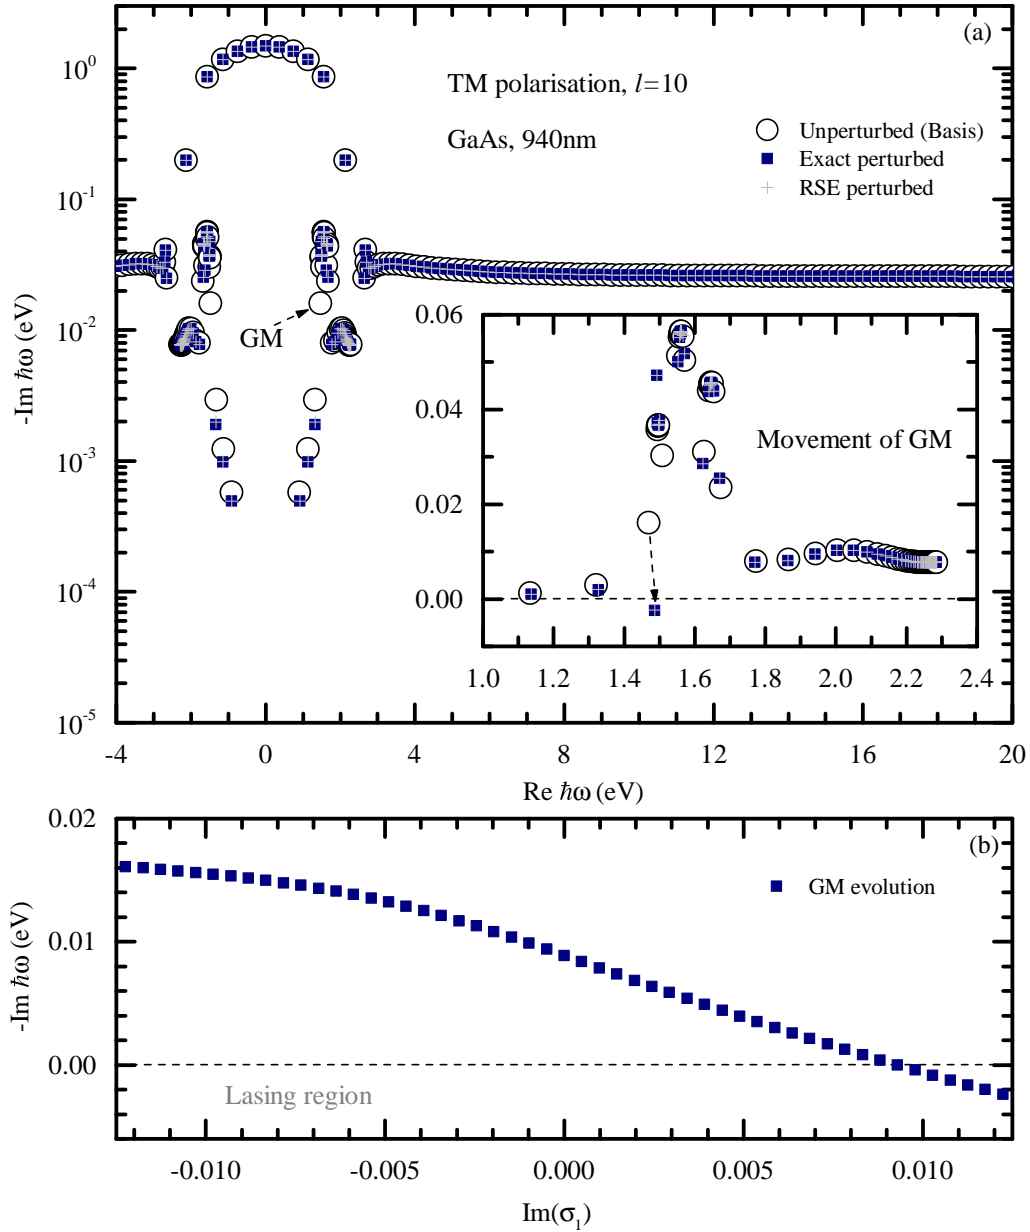 (a)
10⁰
TM polarisation, l=10
GaAs, 940nm
Unperturbed (Basis)
Exact perturbed
RSE perturbed
10⁻¹
10⁻²
10⁻³
10⁻⁴
10⁻⁵
-Im ħω (eV)
GM
0.06
0.04
0.02
0.00
Movement of GM
1.0 1.2 1.4 1.6 1.8 2.0 2.2 2.4
-4 0 4 8 12 16 20
Re ħω (eV)
(b)
0.02
0.01
0.00
-Im ħω (eV)
GM evolution
Lasing region
-0.010 -0.005 0.000 0.005 0.010
Im(σ₁)